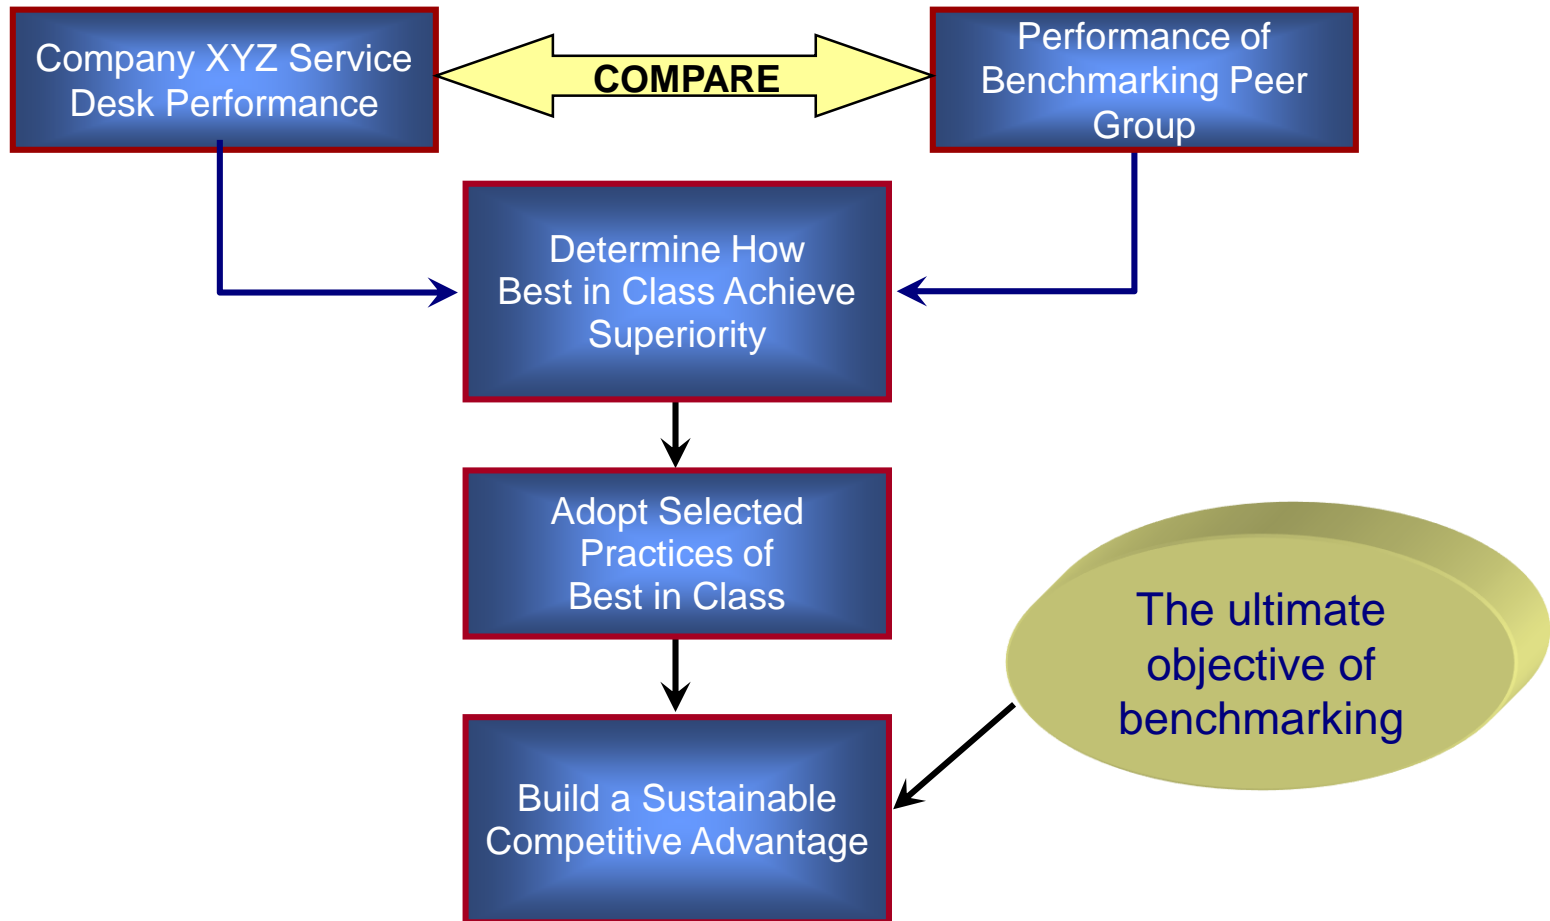 Company XYZ Service
Desk Performance
COMPARE
Performance of
Benchmarking Peer
Group
Determine How
Best in Class Achieve
Superiority
Adopt Selected
Practices of
Best in Class
The ultimate
objective of
benchmarking
Build a Sustainable
Competitive Advantage